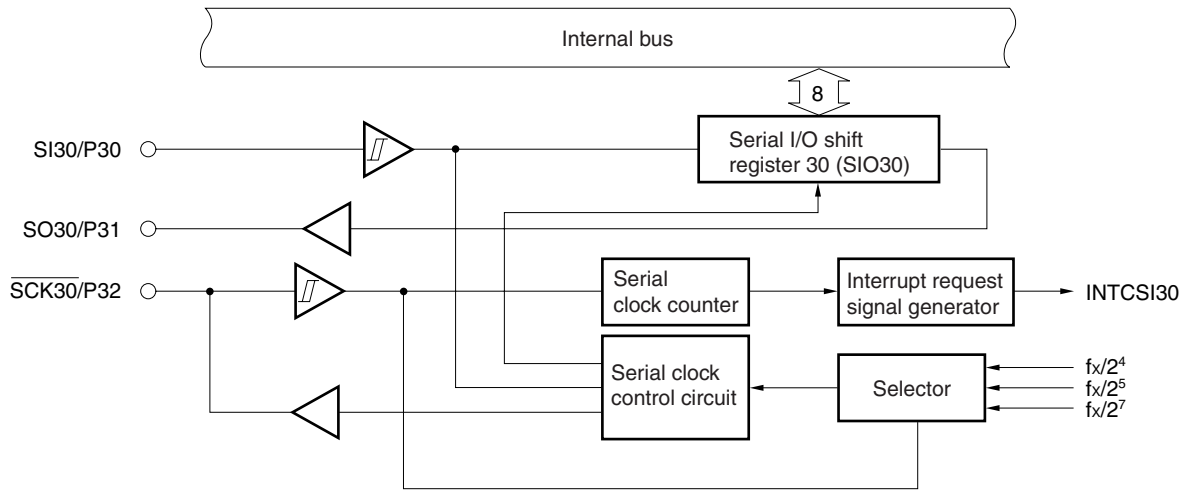 Internal bus
8
SI30/P30
Serial I/O shift
register 30 (SIO30)
SO30/P31
SCK30/P32
Serial
clock counter
Interrupt request
signal generator
INTCSI30
Serial clock
control circuit
Selector
fx/2⁴
fx/2⁵
fx/2⁷